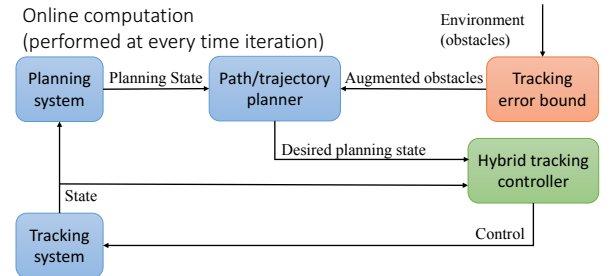 Online computation
(performed at every time iteration)
Environment
(obstacles)
Planning
system
Planning State
Path/trajectory
planner
Augmented obstacles
Tracking
error bound
Desired planning state
Hybrid tracking
controller
State
Tracking
system
Control